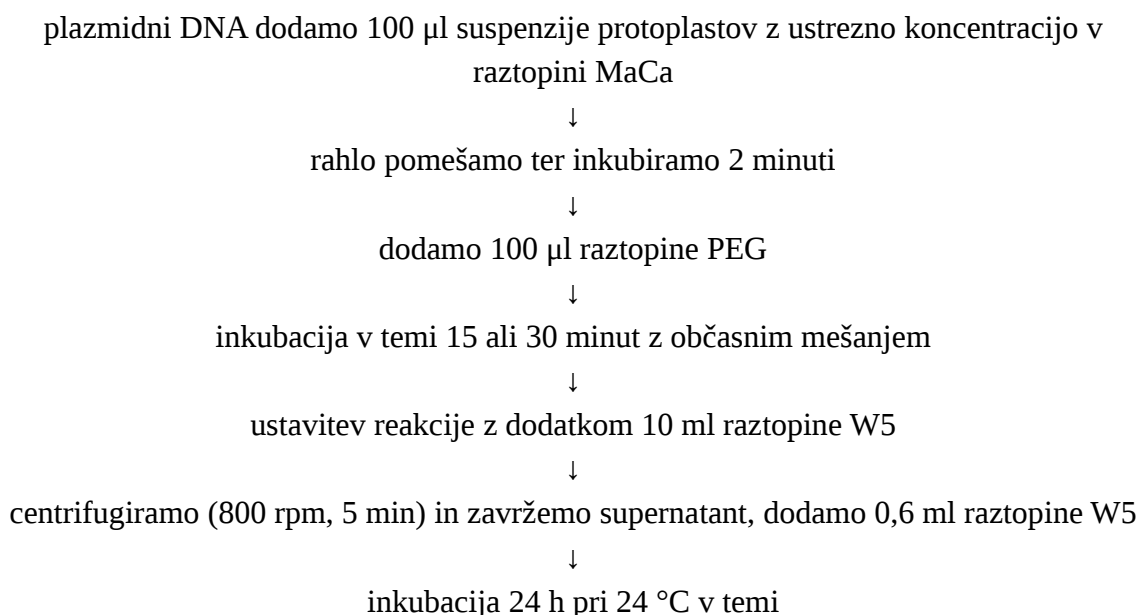 plazmidni DNA dodamo 100 μl suspenzije protoplastov z ustrezno koncentracijo v
raztopini MaCa
↓
rahlo pomešamo ter inkubiramo 2 minuti
↓
dodamo 100 μl raztopine PEG
↓
inkubacija v temi 15 ali 30 minut z občasnim mešanjem
↓
ustavitev reakcije z dodatkom 10 ml raztopine W5
↓
centrifugiramo (800 rpm, 5 min) in zavržemo supernatant, dodamo 0,6 ml raztopine W5
↓
inkubacija 24 h pri 24 °C v temi